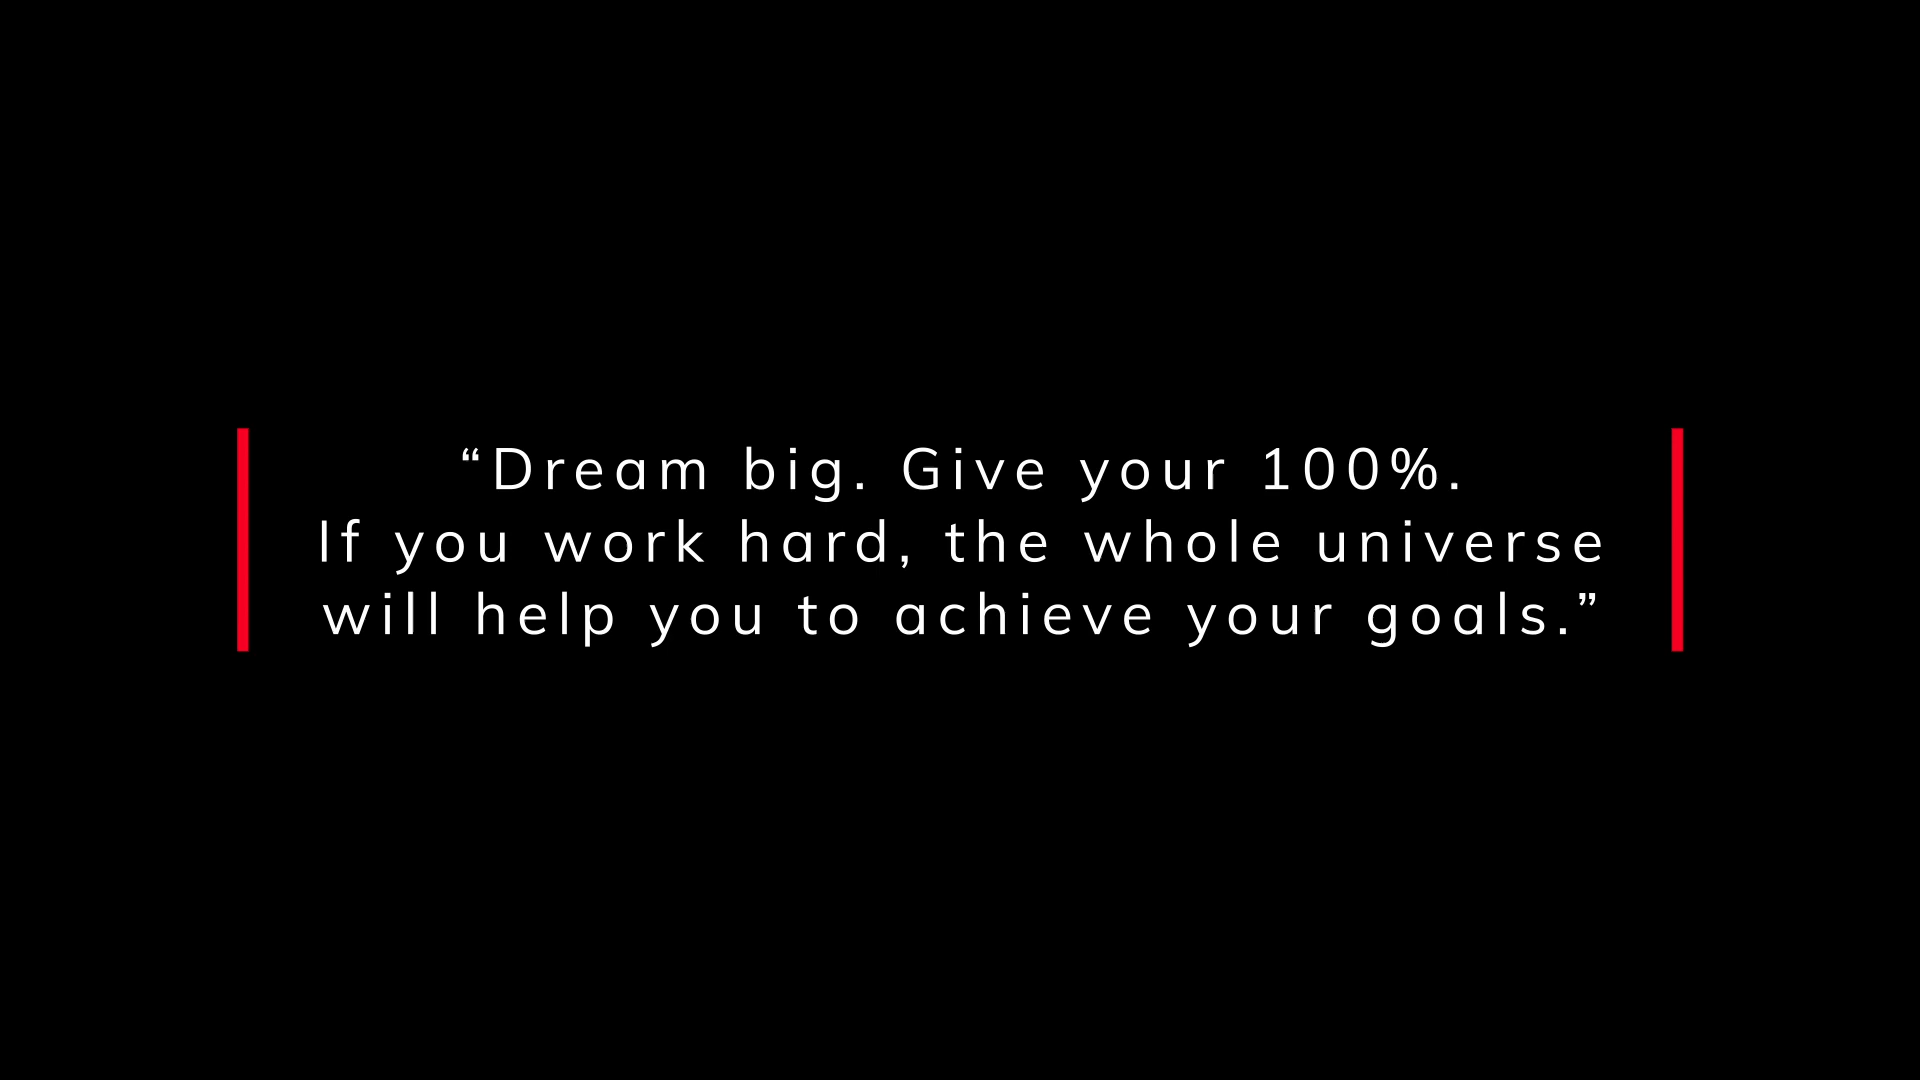 “Dream big. Give your 100%.
If you work hard, the whole universe
will help you to achieve your goals.”